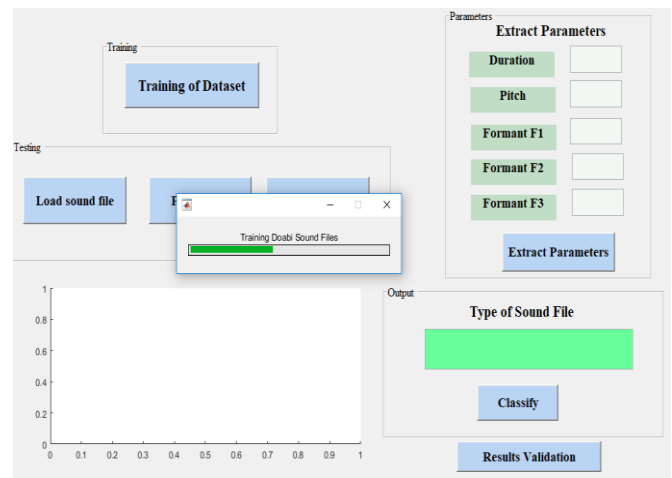 Training
Training of Dataset
Testing
Load sound file
Training Doabi Sound Files
Parameters
Extract Parameters
Duration
Pitch
Formant F1
Formant F2
Formant F3
Extract Parameters
Output
Type of Sound File
Classify
Results Validation
1
0.8
0.6
0.4
0.2
0
0 0.1 0.2 0.3 0.4 0.5 0.6 0.7 0.8 0.9 1